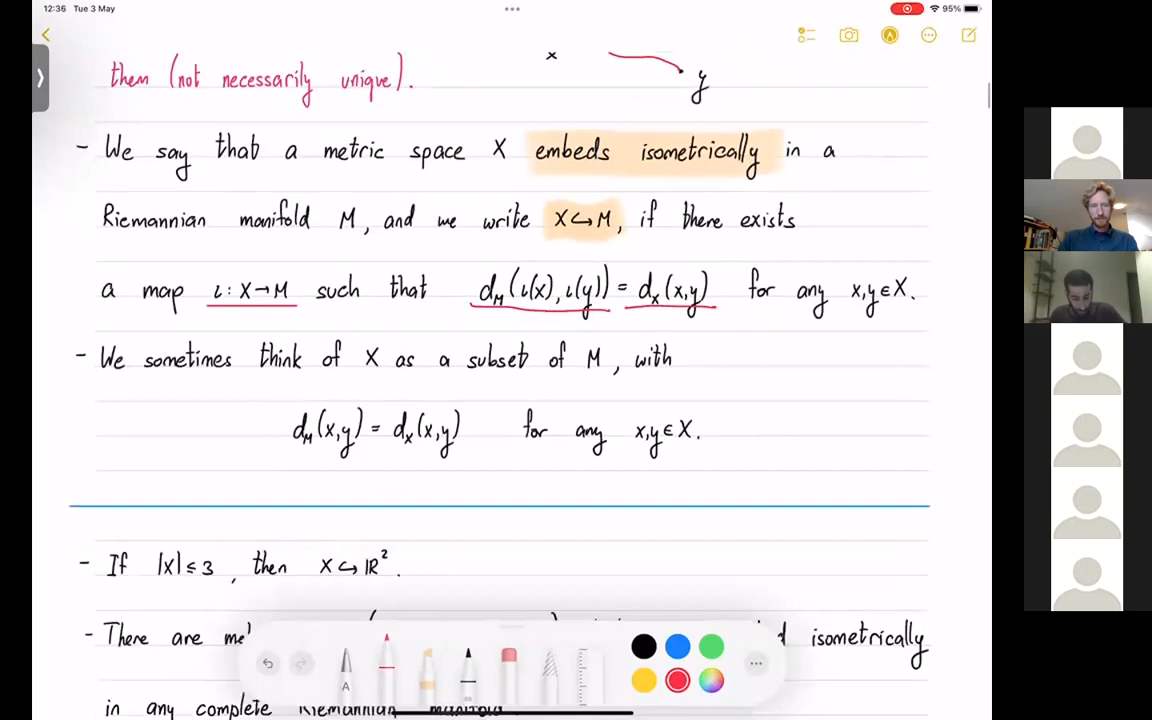 12:36 Tue 3 May
95%
x
them (not necessarily unique).
y
- We say that a metric space X embeds isometrically in a
Riemannian manifold M, and we write X↪M, if there exists
a map ι: X→M such that d_M(ι(x), ι(y)) = d_X(x,y) for any x,y∈X.
- We sometimes think of X as a subset of M, with
d_M(x,y) = d_X(x,y) for any x,y∈X.
- If |X| ≤ 3, then X↪ℝ².
- There are isometrically
in any complete Riemannian manifold
A